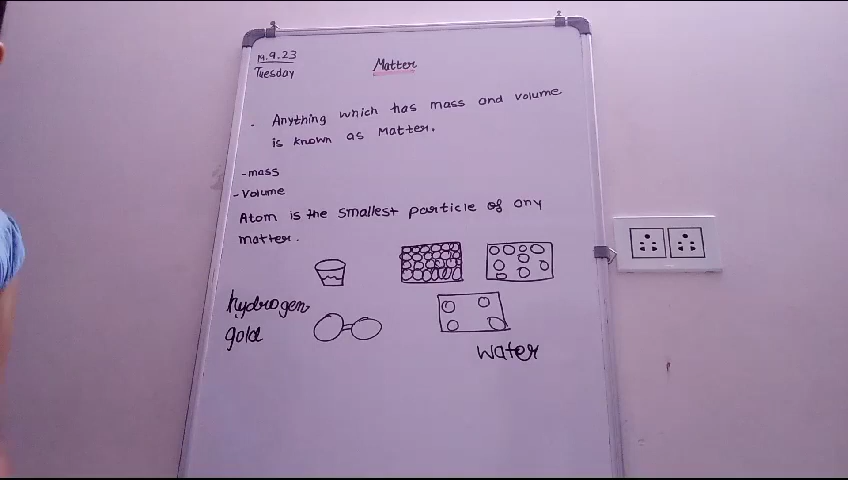 19.9.23
Tuesday
Matter
- Anything which has mass and volume
is known as Matter.
-mass
-Volume
Atom is the smallest particle of any
matter.
hydrogen
gold
water